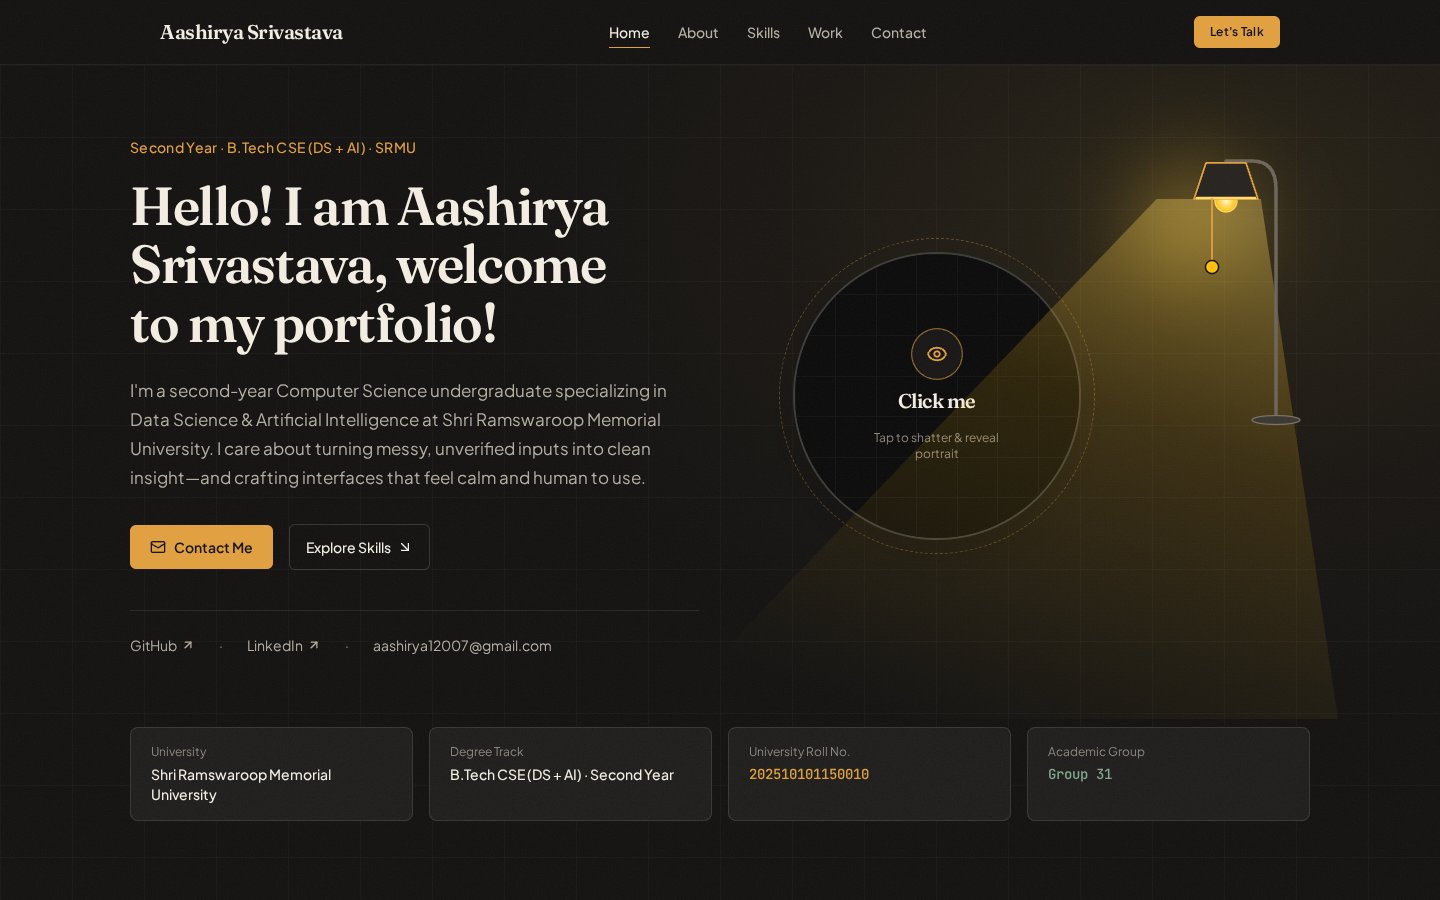 Aashirya Srivastava
Home
About
Skills
Work
Contact
Let's Talk
Second Year · B.Tech CSE (DS + AI) · SRMU
Hello! I am Aashirya
Srivastava, welcome
to my portfolio!
I'm a second-year Computer Science undergraduate specializing in
Data Science & Artificial Intelligence at Shri Ramswaroop Memorial
University. I care about turning messy, unverified inputs into clean
insight—and crafting interfaces that feel calm and human to use.
Contact Me
Explore Skills
GitHub
·
LinkedIn
·
aashirya12007@gmail.com
Click me
Tap to shatter & reveal
portrait
University
Shri Ramswaroop Memorial
University
Degree Track
B.Tech CSE (DS + AI) · Second Year
University Roll No.
202510101150010
Academic Group
Group 31